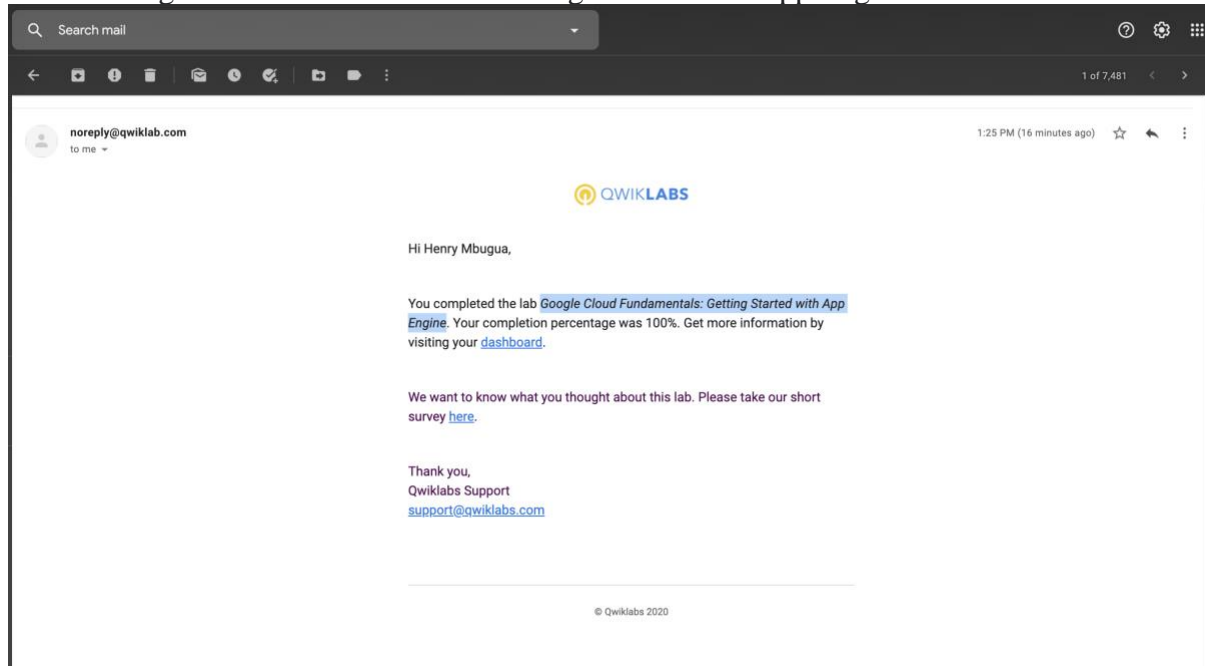 Search mail
1 of 7,481
noreply@qwiklab.com
1:25 PM (16 minutes ago)
to me
QWIKLABS
Hi Henry Mbugua,
You completed the lab Google Cloud Fundamentals: Getting Started with App
Engine. Your completion percentage was 100%. Get more information by
visiting your dashboard.
We want to know what you thought about this lab. Please take our short
survey here.
Thank you,
Qwiklabs Support
support@qwiklabs.com
© Qwiklabs 2020